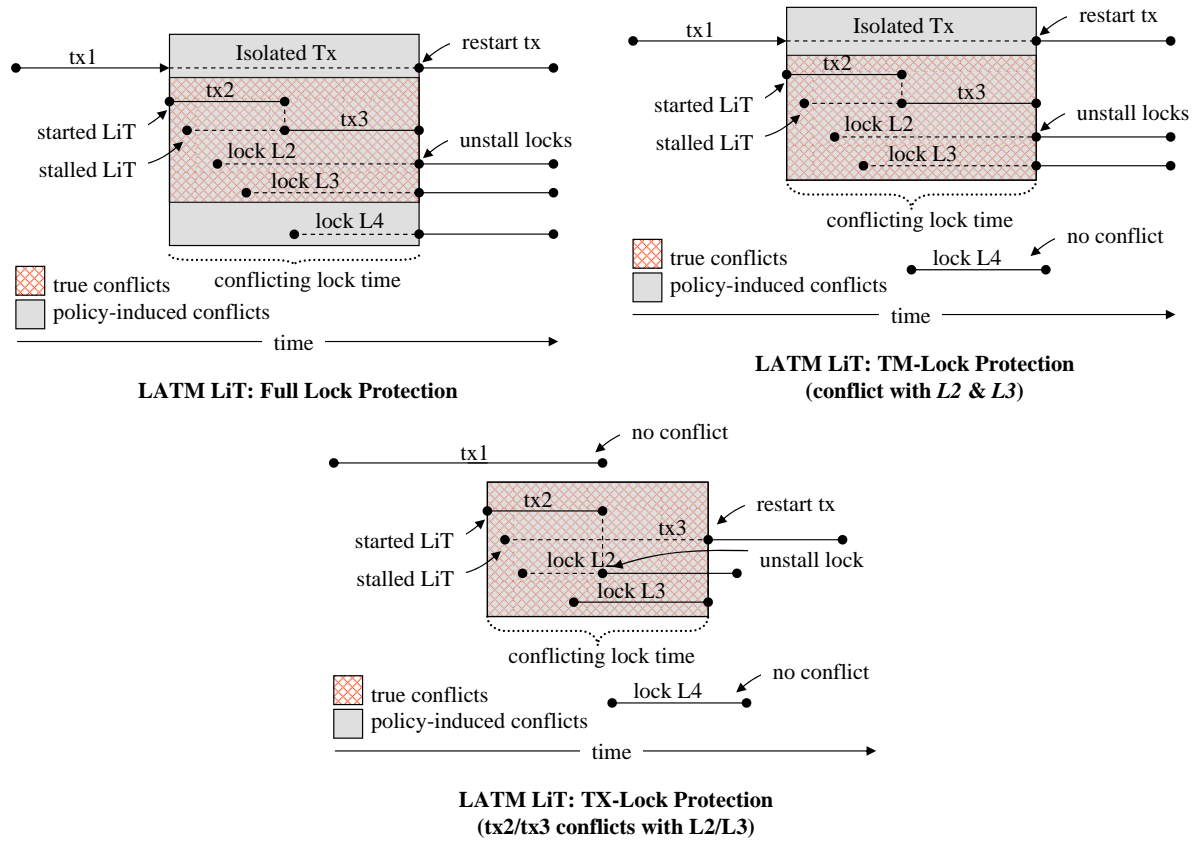 tx1
Isolated Tx
restart tx
tx2
started LiT
tx3
stalled LiT
lock L2
unstall locks
lock L3
lock L4
conflicting lock time
true conflicts
policy-induced conflicts
time
LATM LiT: Full Lock Protection
tx1
Isolated Tx
restart tx
tx2
started LiT
tx3
stalled LiT
lock L2
unstall locks
lock L3
conflicting lock time
no conflict
lock L4
true conflicts
policy-induced conflicts
time
LATM LiT: TM-Lock Protection
(conflict with L2 & L3)
no conflict
tx1
tx2
restart tx
started LiT
tx3
stalled LiT
lock L2
unstall lock
lock L3
conflicting lock time
no conflict
lock L4
true conflicts
policy-induced conflicts
time
LATM LiT: TX-Lock Protection
(tx2/tx3 conflicts with L2/L3)